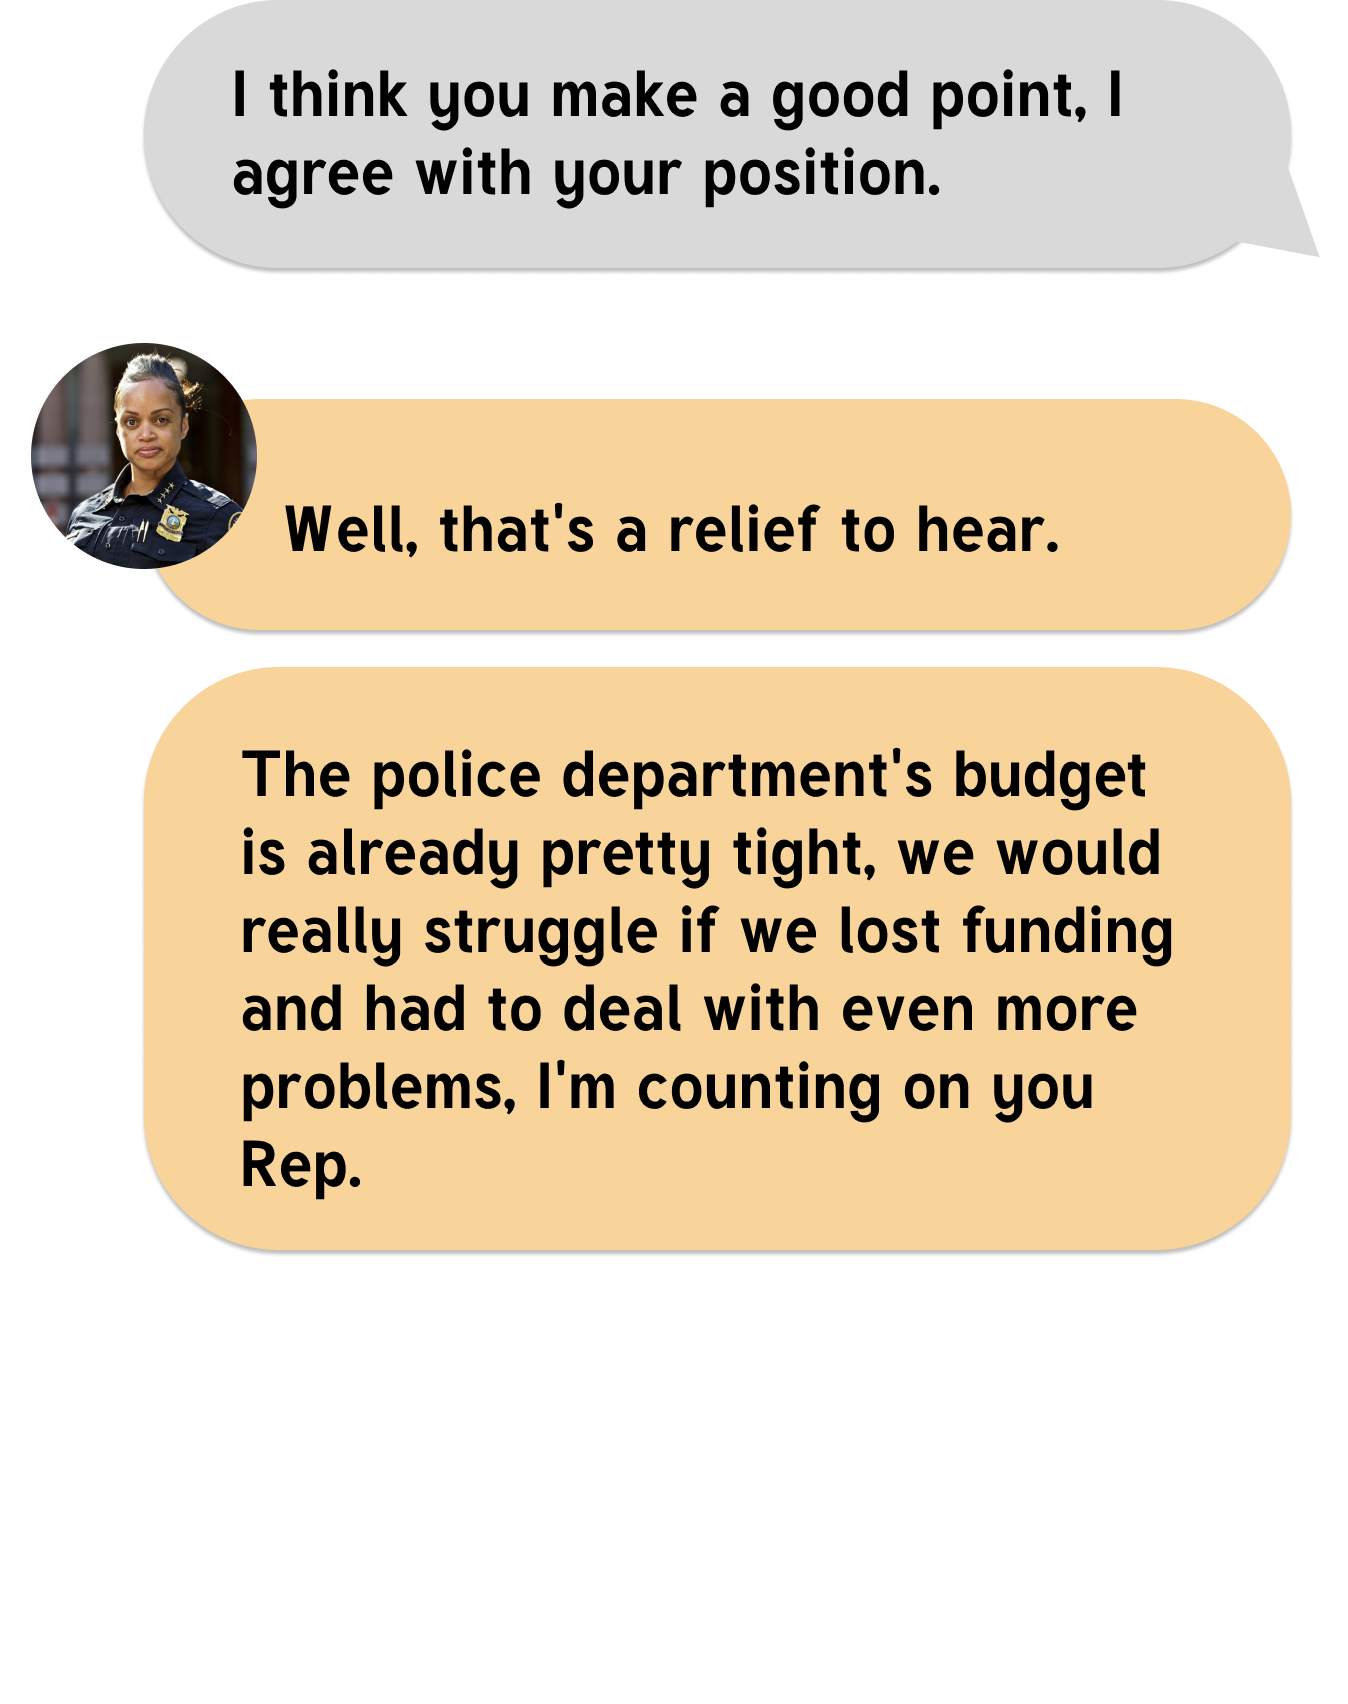 I think you make a good point, I
agree with your position.
Well, that's a relief to hear.
The police department's budget
is already pretty tight, we would
really struggle if we lost funding
and had to deal with even more
problems, I'm counting on you
Rep.